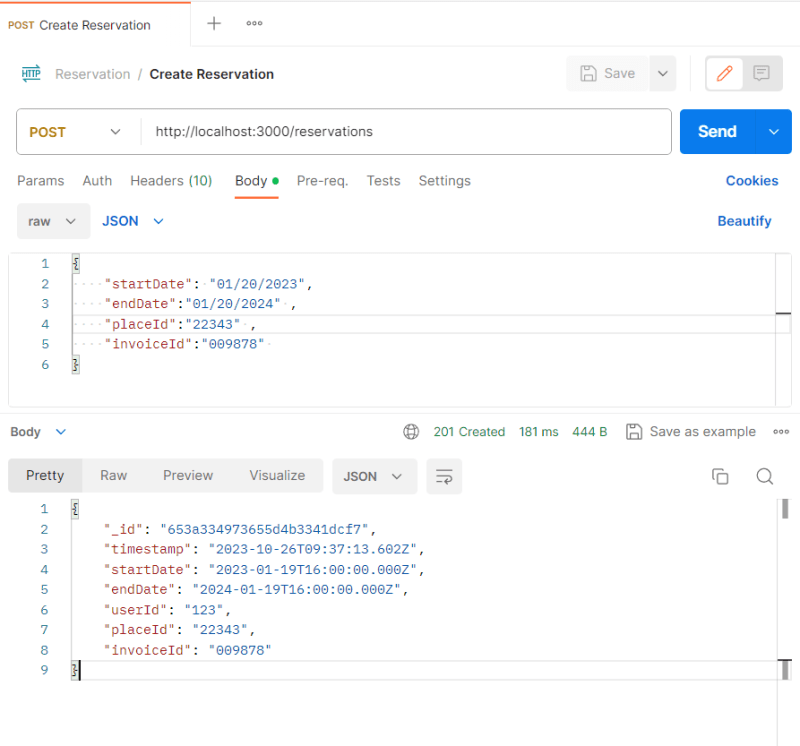 POST Create Reservation
HTTP Reservation / Create Reservation Save
POST http://localhost:3000/reservations Send
Params Auth Headers (10) Body Pre-req. Tests Settings Cookies
raw JSON Beautify
1 {
2 "startDate": "01/20/2023",
3 "endDate":"01/20/2024" ,
4 "placeId":"22343" ,
5 "invoiceId":"009878"
6 }
Body 201 Created 181 ms 444 B Save as example
Pretty Raw Preview Visualize JSON
1 {
2 "_id": "653a334973655d4b3341dcf7",
3 "timestamp": "2023-10-26T09:37:13.602Z",
4 "startDate": "2023-01-19T16:00:00.000Z",
5 "endDate": "2024-01-19T16:00:00.000Z",
6 "userId": "123",
7 "placeId": "22343",
8 "invoiceId": "009878"
9 }